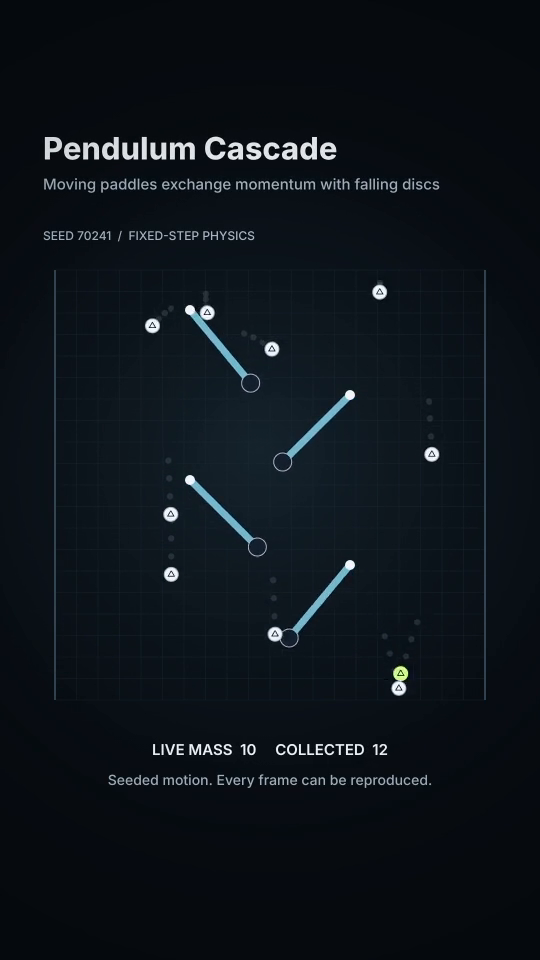 Pendulum Cascade
Moving paddles exchange momentum with falling discs
SEED 70241 / FIXED-STEP PHYSICS
LIVE MASS 10 COLLECTED 12
Seeded motion. Every frame can be reproduced.